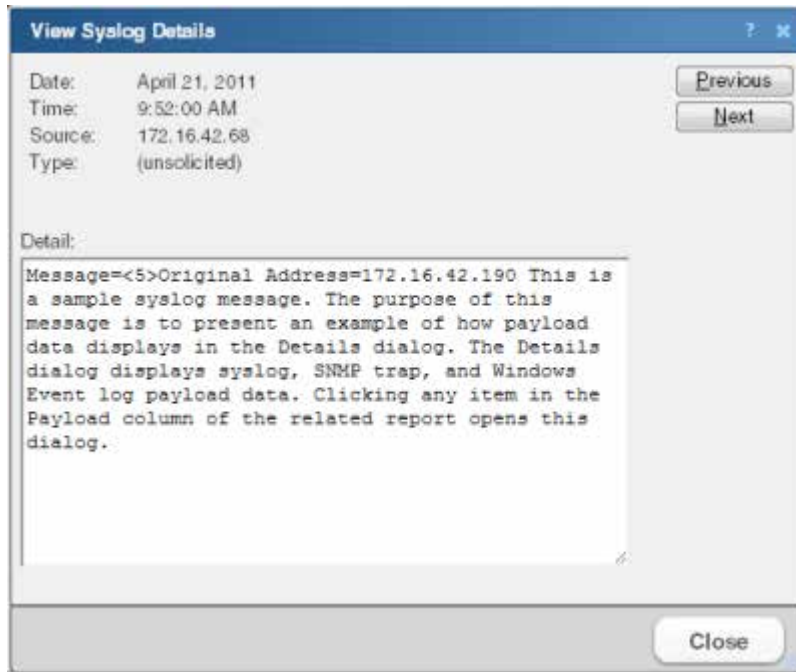 View Syslog Details ? ×
Date: April 21, 2011
Time: 9:52:00 AM
Source: 172.16.42.68
Type: (unsolicited)
Previous
Next
Detail:
Message=<5>Original Address=172.16.42.190 This is
a sample syslog message. The purpose of this
message is to present an example of how payload
data displays in the Details dialog. The Details
dialog displays syslog, SNMP trap, and Windows
Event log payload data. Clicking any item in the
Payload column of the related report opens this
dialog.
Close